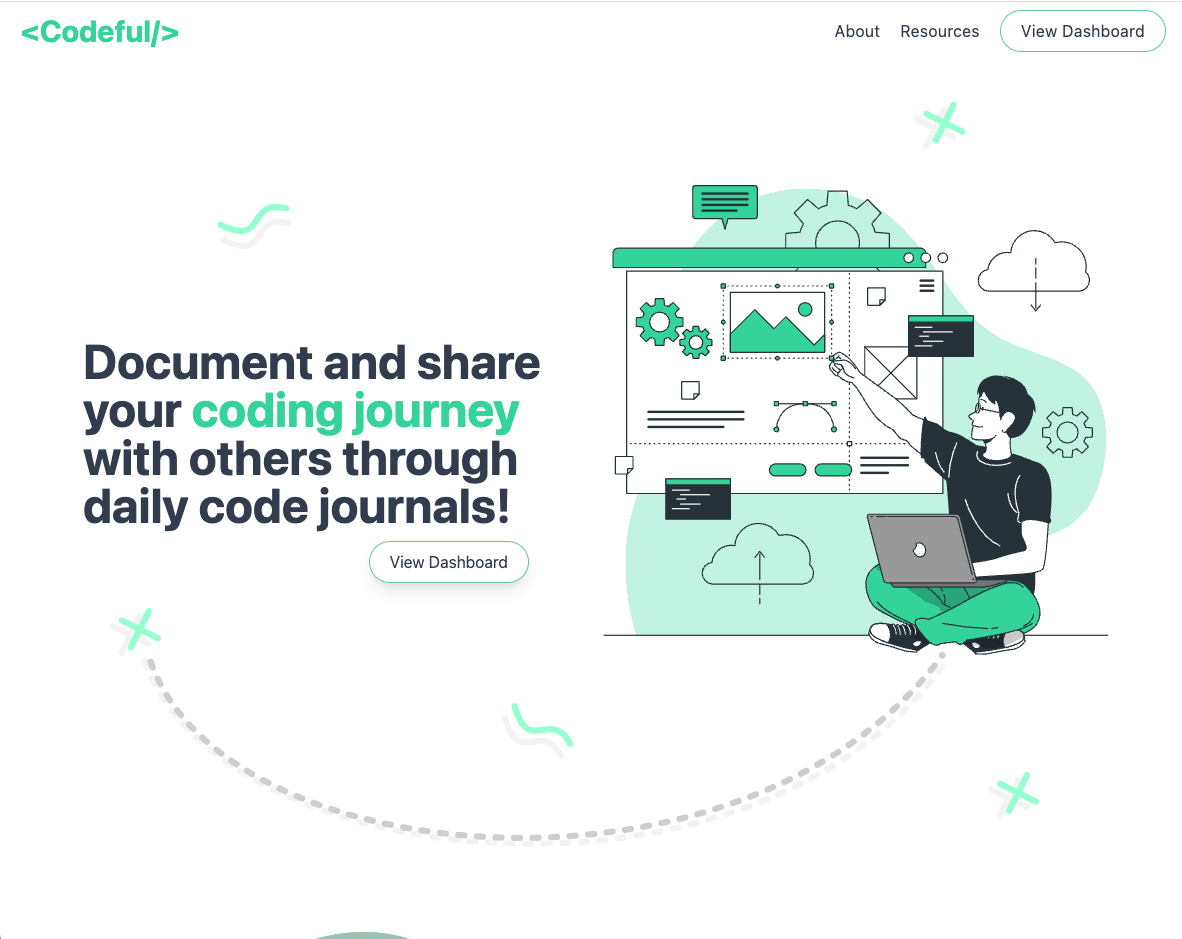 <Codeful/>
About
Resources
View Dashboard
Document and share
your coding journey
with others through
daily code journals!
View Dashboard